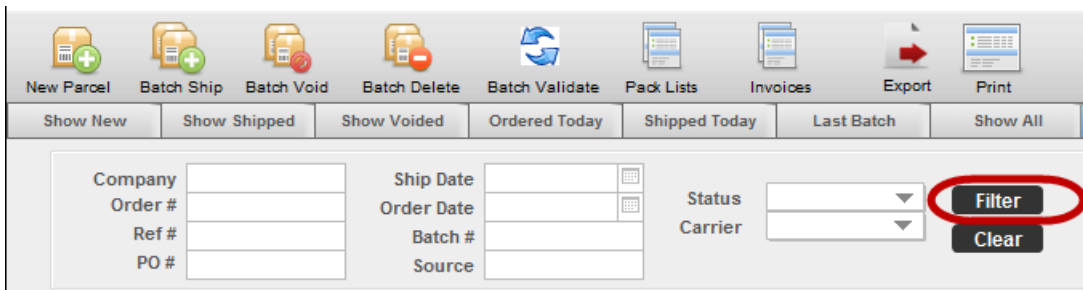 New Parcel Batch Ship Batch Void Batch Delete Batch Validate Pack Lists Invoices Export Print
Show New Show Shipped Show Voided Ordered Today Shipped Today Last Batch Show All
Company Ship Date Status Filter
Order # Order Date Carrier Clear
Ref # Batch #
PO # Source